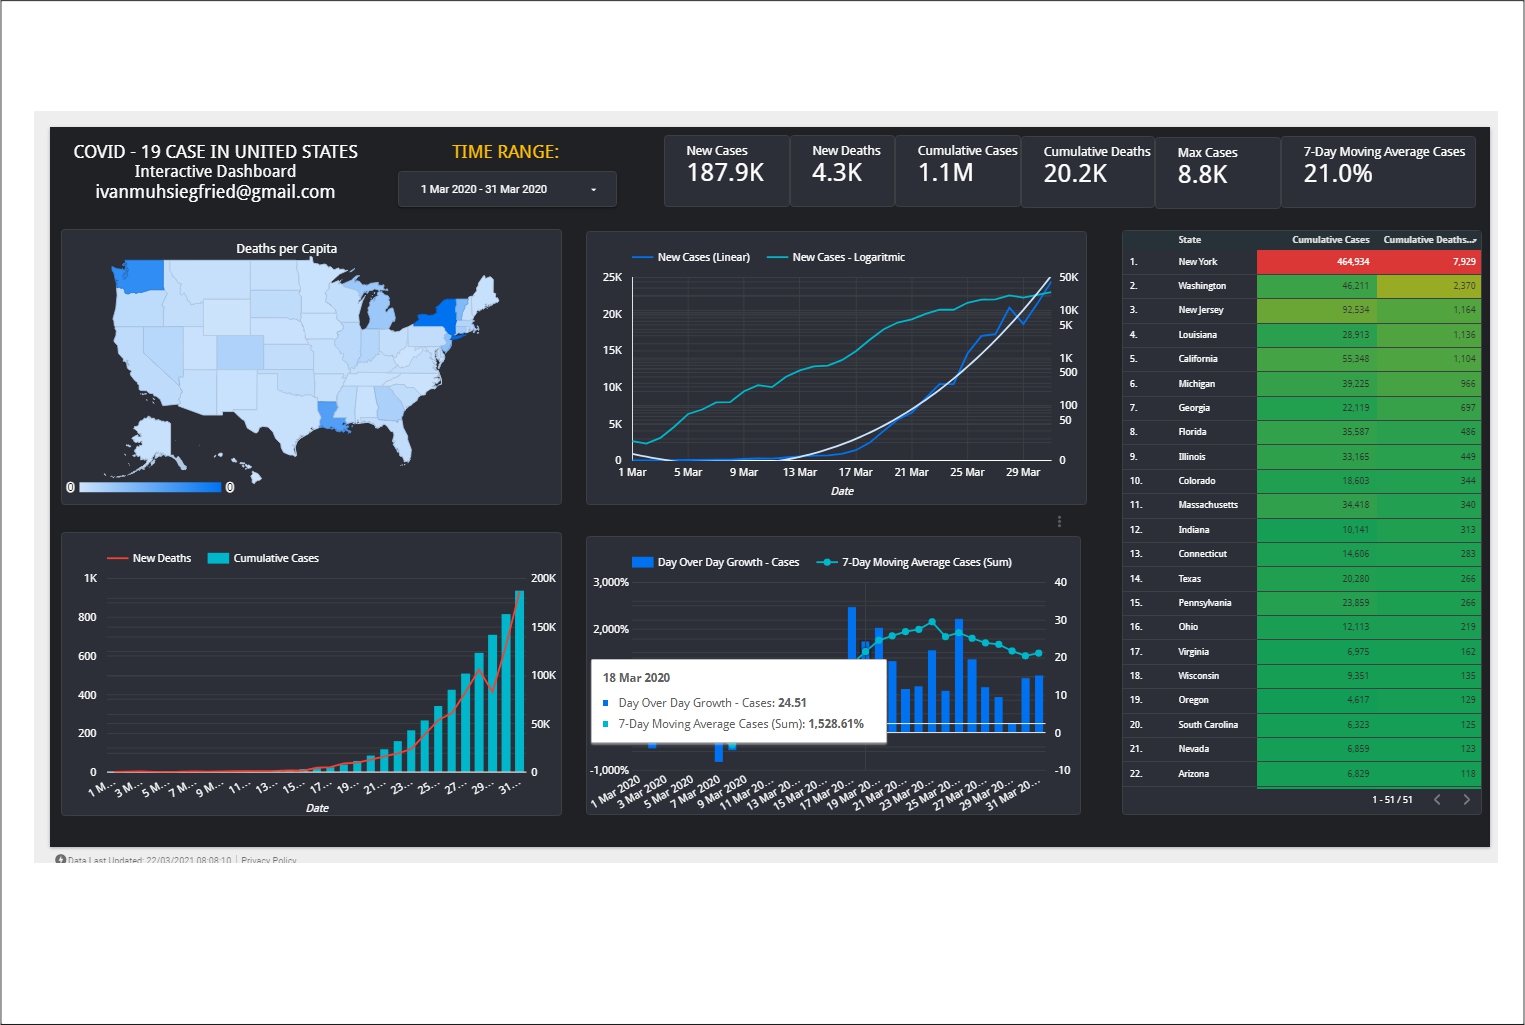 COVID - 19 CASE IN UNITED STATES
Interactive Dashboard
ivanmuhsiegfried@gmail.com
TIME RANGE:
1 Mar 2020 - 31 Mar 2020
New Cases
187.9K
New Deaths
4.3K
Cumulative Cases
1.1M
Cumulative Deaths
20.2K
Max Cases
8.8K
7-Day Moving Average Cases
21.0%
Deaths per Capita
0 0
New Cases (Linear) New Cases - Logaritmic
25K
20K
15K
10K
5K
0
50K
10K
5K
1K
500
100
50
0
1 Mar 5 Mar 9 Mar 13 Mar 17 Mar 21 Mar 25 Mar 29 Mar
Date
New Deaths Cumulative Cases
1K
800
600
400
200
0
200K
150K
100K
50K
0
1 M... 3 M... 5 M... 7 M... 9 M... 11... 13... 15... 17... 19... 21... 23... 25... 27... 29... 31...
Date
Day Over Day Growth - Cases 7-Day Moving Average Cases (Sum)
3,000%
2,000%
-1,000%
40
30
20
10
0
-10
18 Mar 2020
Day Over Day Growth - Cases: 24.51
7-Day Moving Average Cases (Sum): 1,528.61%
1 Mar 2020 3 Mar 2020 5 Mar 2020 7 Mar 2020 9 Mar 2020 11 Mar 20... 13 Mar 20... 15 Mar 20... 17 Mar 20... 19 Mar 20... 21 Mar 20... 23 Mar 20... 25 Mar 20... 27 Mar 20... 29 Mar 20... 31 Mar 20...
State Cumulative Cases Cumulative Deaths...
1. New York 464,934 7,929
2. Washington 46,211 2,370
3. New Jersey 92,534 1,164
4. Louisiana 28,913 1,136
5. California 55,348 1,104
6. Michigan 39,225 966
7. Georgia 22,119 697
8. Florida 35,587 486
9. Illinois 33,165 449
10. Colorado 18,603 344
11. Massachusetts 34,418 340
12. Indiana 10,141 313
13. Connecticut 14,606 283
14. Texas 20,280 266
15. Pennsylvania 23,859 266
16. Ohio 12,113 219
17. Virginia 6,975 162
18. Wisconsin 9,351 135
19. Oregon 4,617 129
20. South Carolina 6,323 125
21. Nevada 6,859 123
22. Arizona 6,829 118
1 - 51 / 51
Data Last Updated: 22/03/2021 08:08:10 | Privacy Policy